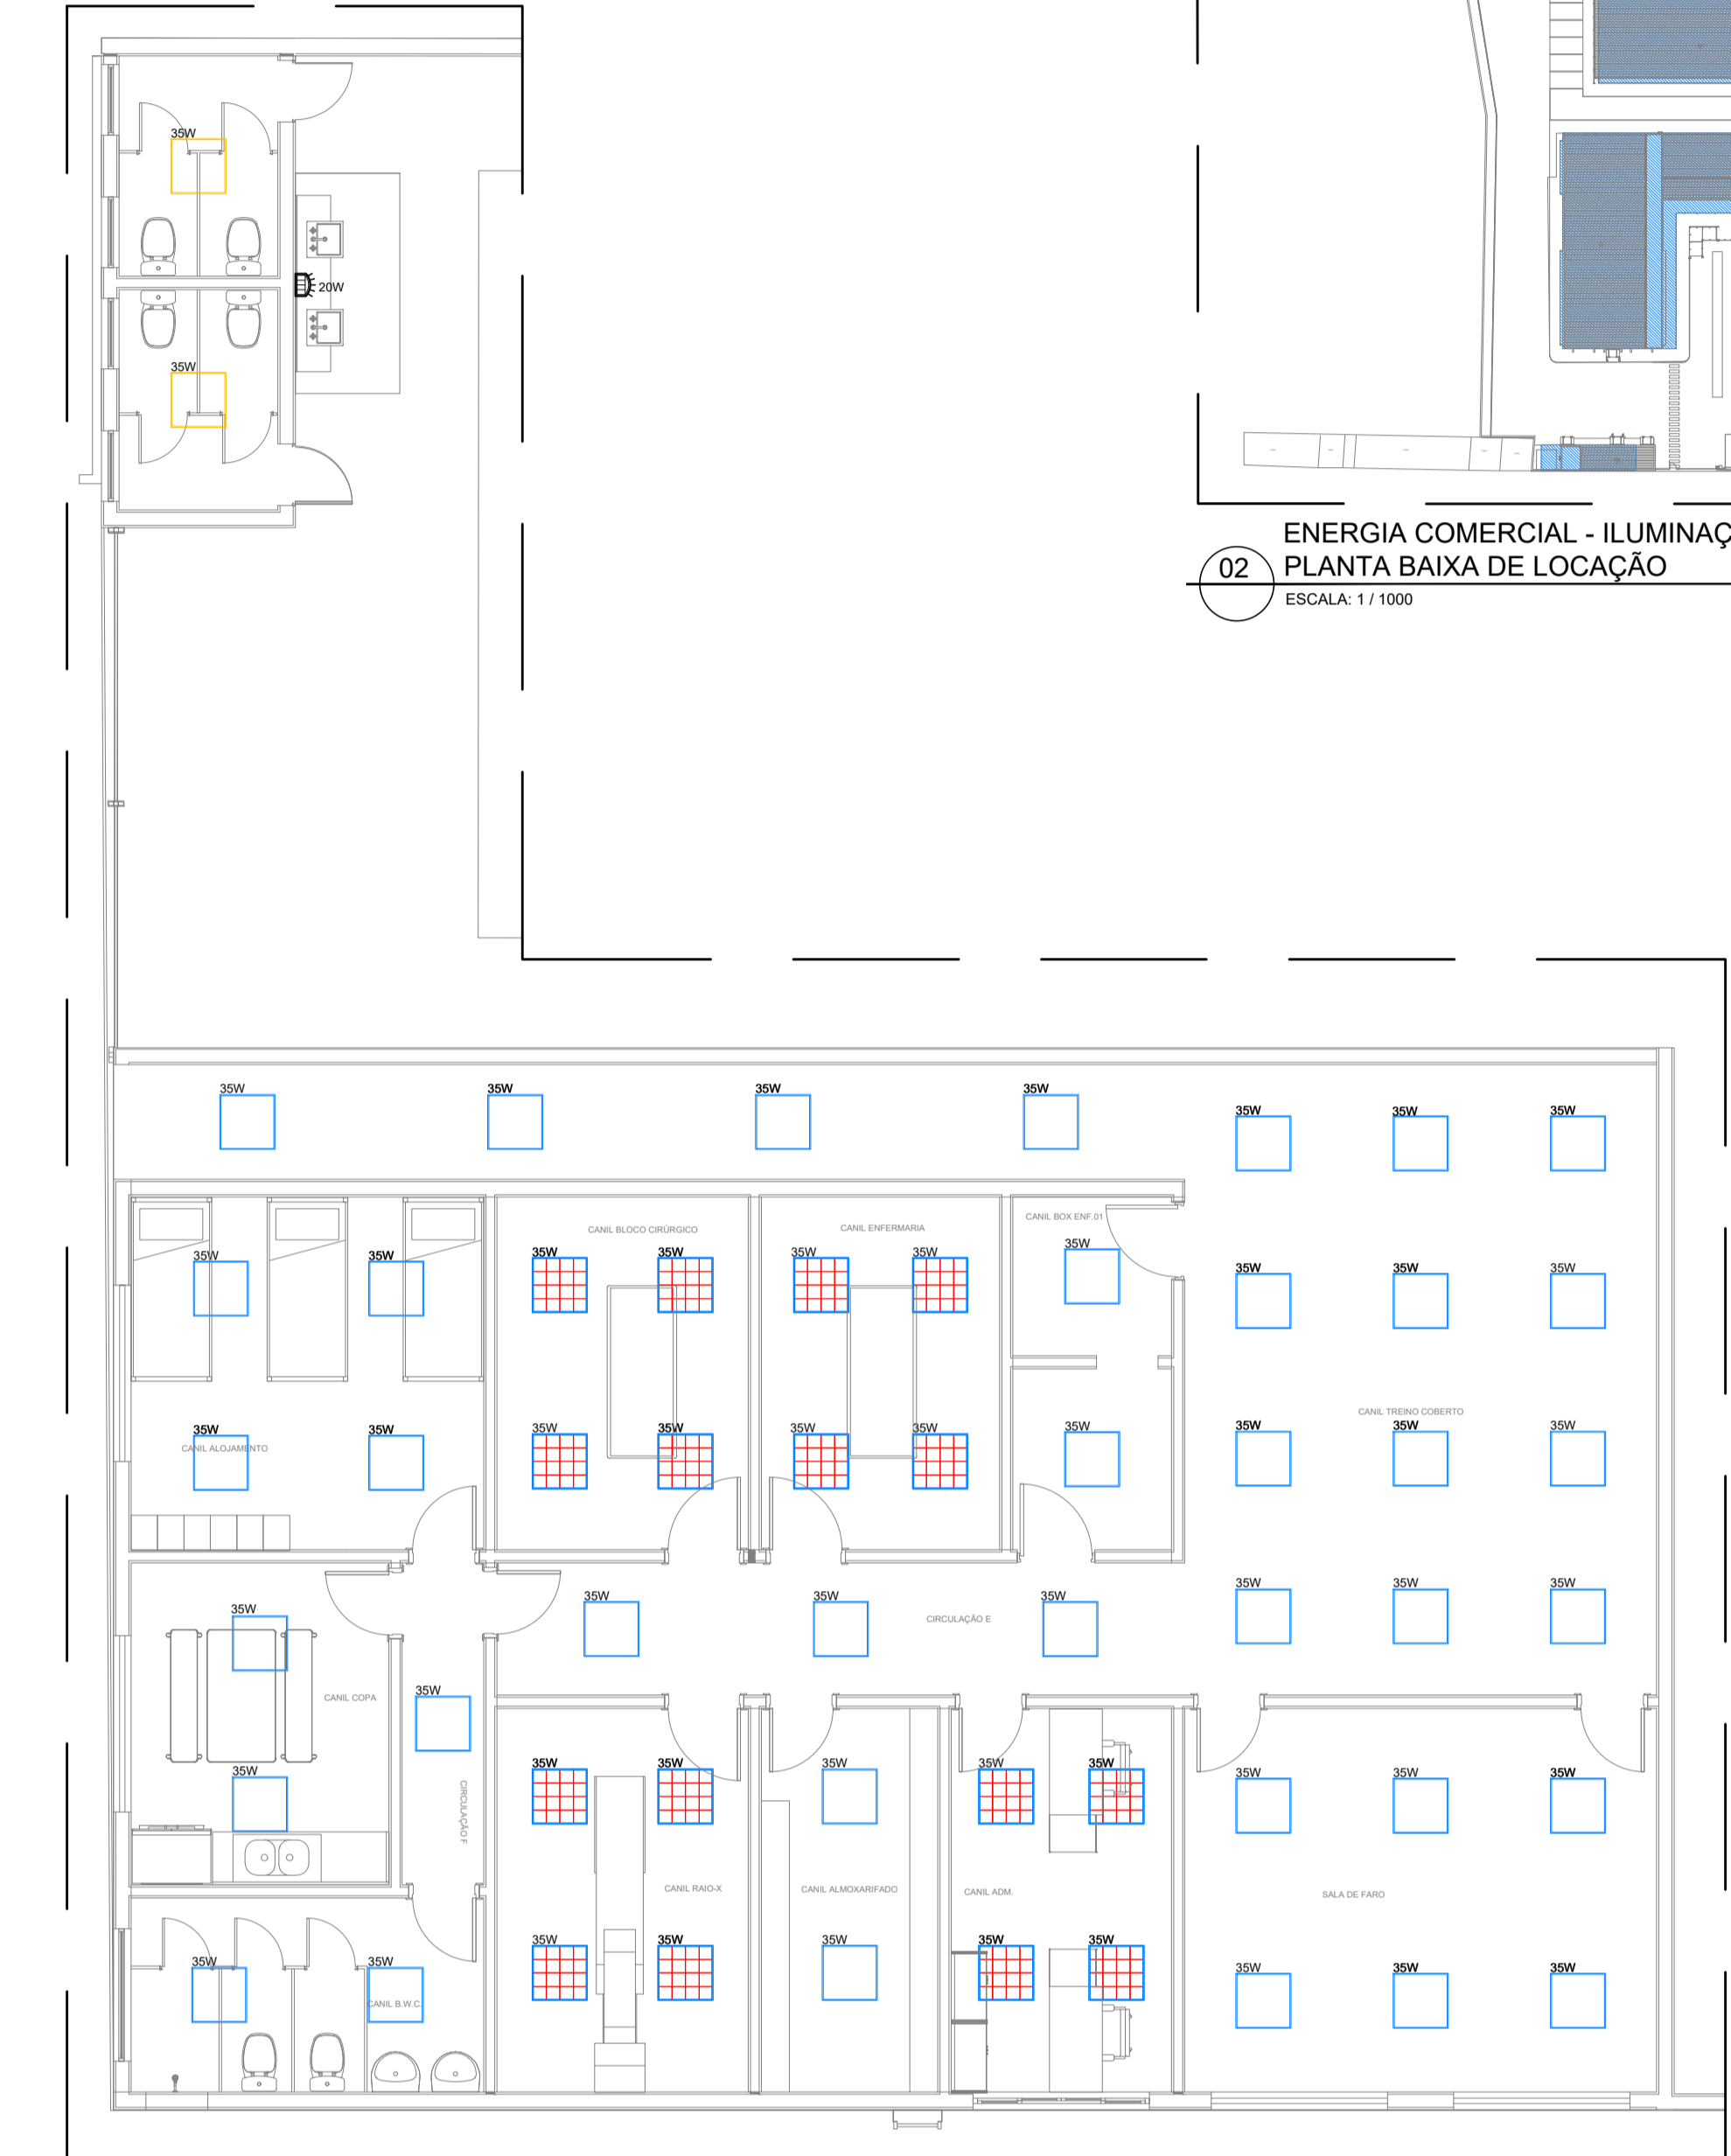 35W
20W
35W
ENERGIA COMERCIAL - ILUMINAÇ
02
PLANTA BAIXA DE LOCAÇÃO
ESCALA: 1 / 1000
35W 35W 35W 35W
35W 35W 35W
CANIL BLOCO CIRÚRGICO
CANIL ENFERMARIA
CANIL BOX ENF.01
35W 35W 35W 35W 35W 35W 35W
35W 35W 35W
CANIL TREINO COBERTO
35W 35W 35W 35W 35W 35W 35W
35W 35W 35W
CANIL ALOJAMENTO
35W 35W 35W
35W 35W 35W
35W
CIRCULAÇÃO E
CANIL COPA
35W
35W
CIRCULAÇÃO F
35W 35W 35W 35W 35W
35W 35W 35W
CANIL RAIO-X
CANIL ALMOXARIFADO
CANIL ADM.
SALA DE FARO
35W 35W 35W 35W 35W
35W 35W 35W
35W 35W
CANIL B.W.C.